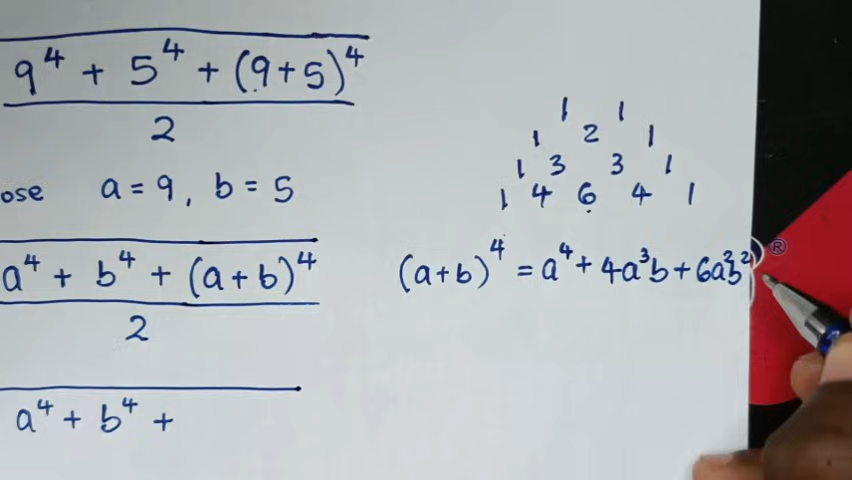 9⁴ + 5⁴ + (9+5)⁴
2
ose a = 9, b = 5
a⁴ + b⁴ + (a+b)⁴
2
a⁴ + b⁴ +
1 1
1 2 1
1 3 3 1
1 4 6 4 1
(a+b)⁴ = a⁴ + 4a³b + 6a²b²
®